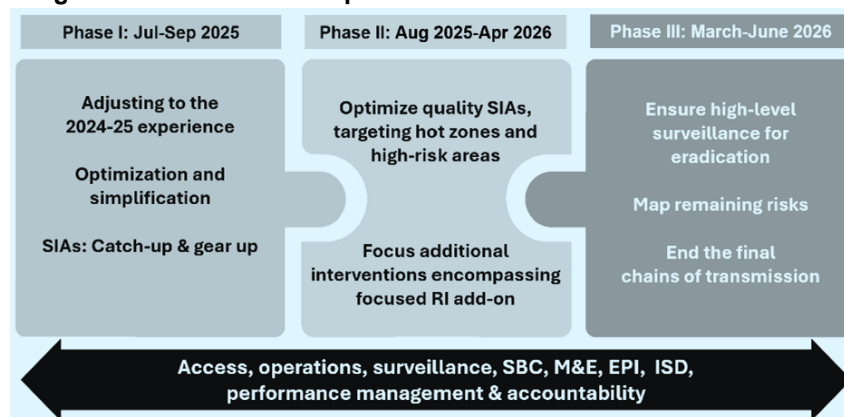 Phase I: Jul-Sep 2025
Phase II: Aug 2025-Apr 2026
Phase III: March-June 2026
Adjusting to the
2024-25 experience
Optimization and
simplification
SIAs: Catch-up & gear up
Optimize quality SIAs,
targeting hot zones and
high-risk areas
Focus additional
interventions encompassing
focused RI add-on
Ensure high-level
surveillance for
eradication
Map remaining risks
End the final
chains of transmission
Access, operations, surveillance, SBC, M&E, EPI, ISD,
performance management & accountability